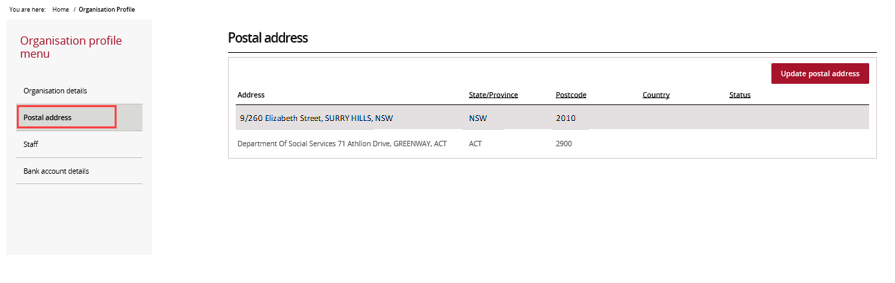 You are here: Home / Organisation Profile
Organisation profile
menu
Organisation details
Postal address
Staff
Bank account details
Postal address
Update postal address
Address State/Province Postcode Country Status
9/260 Elizabeth Street, SURRY HILLS, NSW NSW 2010
Department Of Social Services 71 Athllon Drive, GREENWAY, ACT ACT 2900